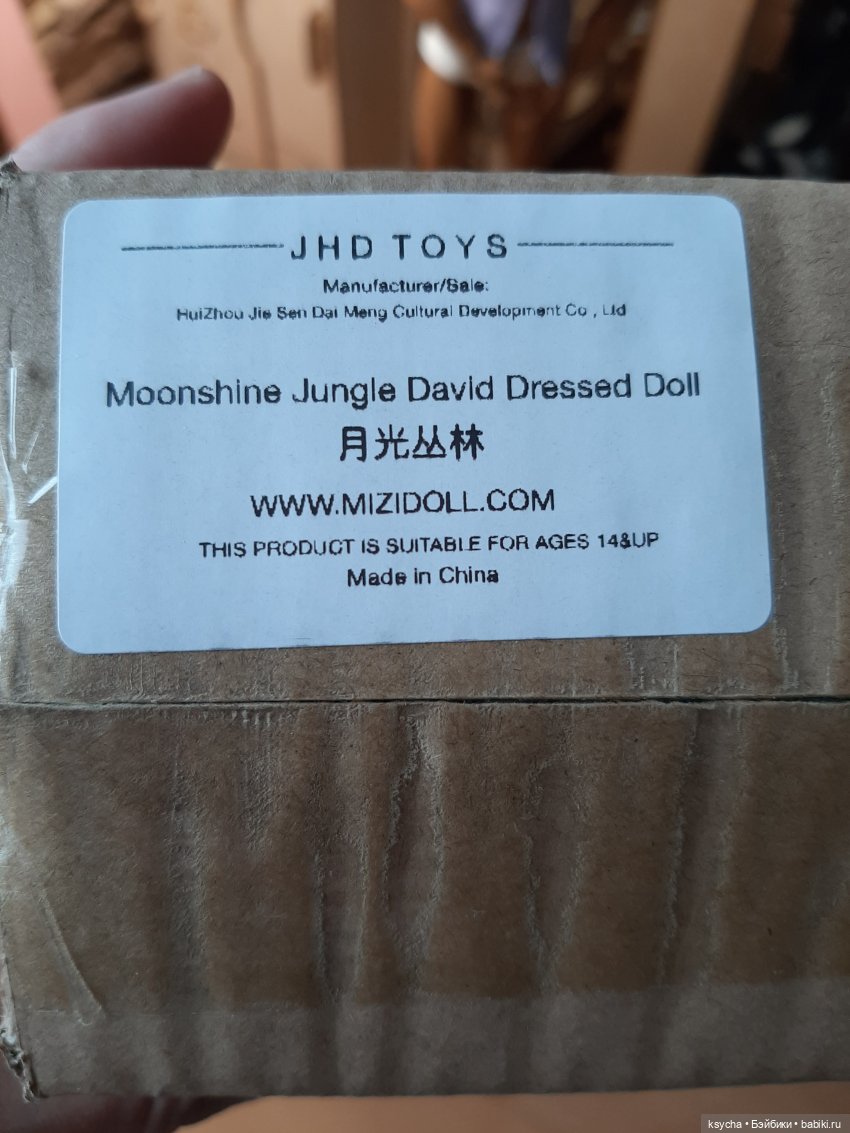 JHD TOYS
Manufacturer/Sale:
HuiZhou Jie Sen Dai Meng Cultural Development Co , Ltd
Moonshine Jungle David Dressed Doll
月光丛林
WWW.MIZIDOLL.COM
THIS PRODUCT IS SUITABLE FOR AGES 14&UP
Made in China
ksycha • Бэйбики • babiki.ru